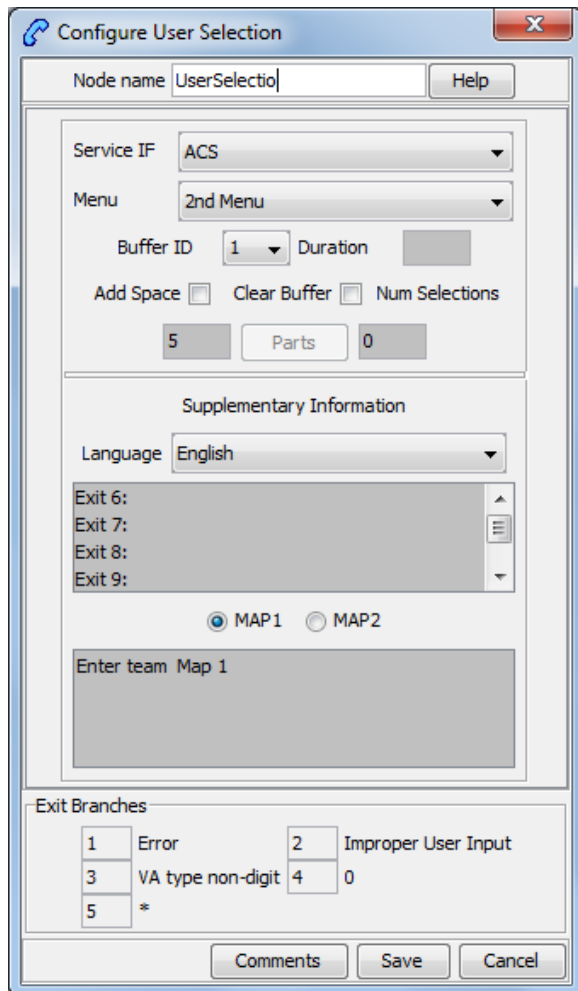 Configure User Selection
Node name UserSelectio Help
Service IF ACS
Menu 2nd Menu
Buffer ID 1 Duration
Add Space Clear Buffer Num Selections
5 Parts 0
Supplementary Information
Language English
Exit 6:
Exit 7:
Exit 8:
Exit 9:
MAP1 MAP2
Enter team Map 1
Exit Branches
1 Error 2 Improper User Input
3 VA type non-digit 4 0
5 *
Comments Save Cancel